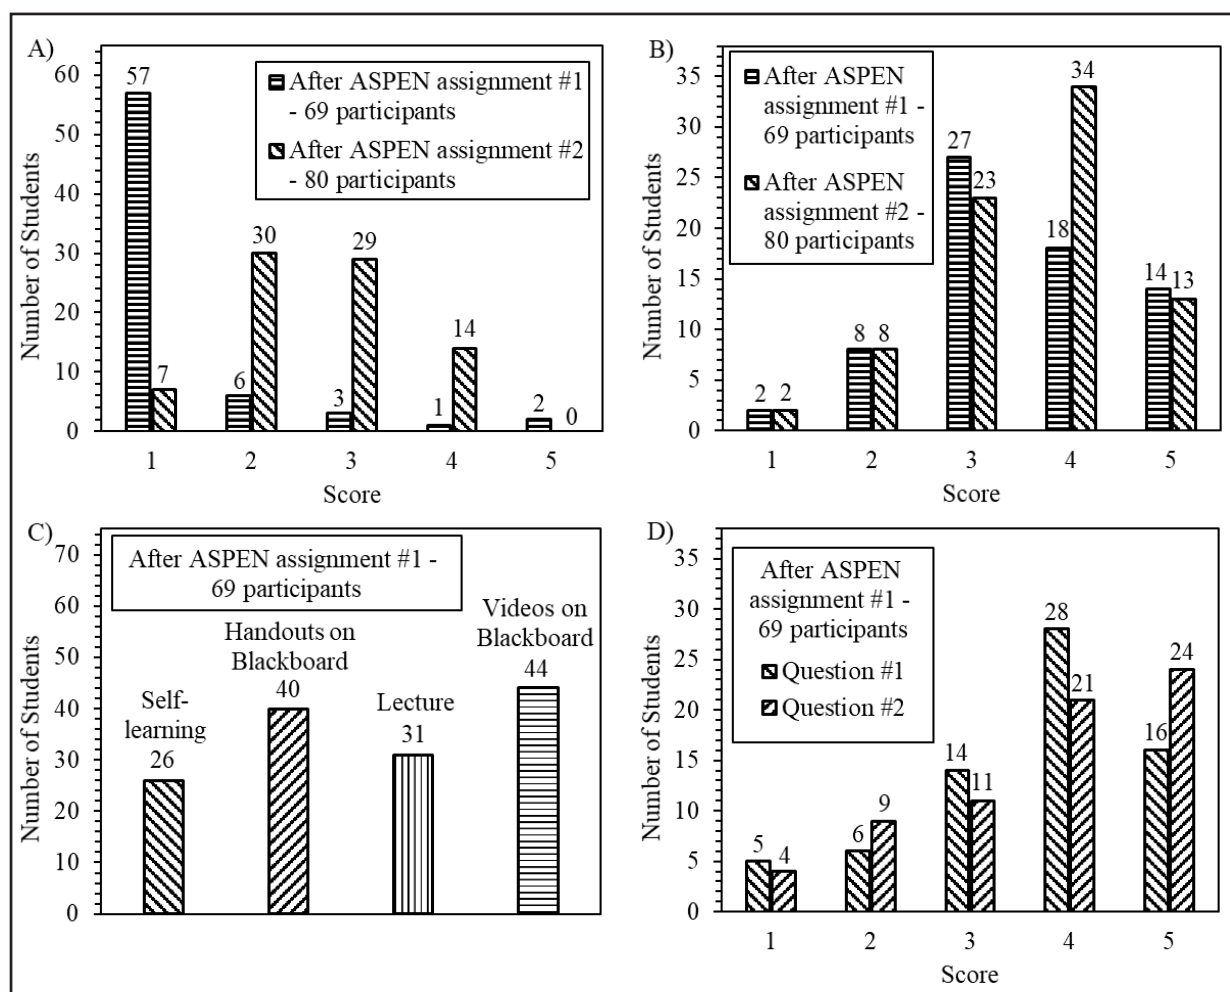 A)
Number of Students
60
50
40
30
20
10
0
57
7
6
30
3
29
1
14
2
0
After ASPEN assignment #1
- 69 participants
After ASPEN assignment #2
- 80 participants
1 2 3 4 5
Score
B)
Number of Students
35
30
25
20
15
10
5
0
After ASPEN
assignment #1 -
69 participants
After ASPEN
assignment #2 -
80 participants
2 2
8 8
27
23
18
34
14 13
1 2 3 4 5
Score
C)
Number of Students
70
60
50
40
30
20
10
0
After ASPEN assignment #1 -
69 participants
Self-
learning
26
Handouts on
Blackboard
40
Lecture
31
Videos on
Blackboard
44
D)
Number of Students
35
30
25
20
15
10
5
0
After ASPEN
assignment #1 -
69 participants
Question #1
Question #2
5
4
6
9
14
11
28
21
16
24
1 2 3 4 5
Score